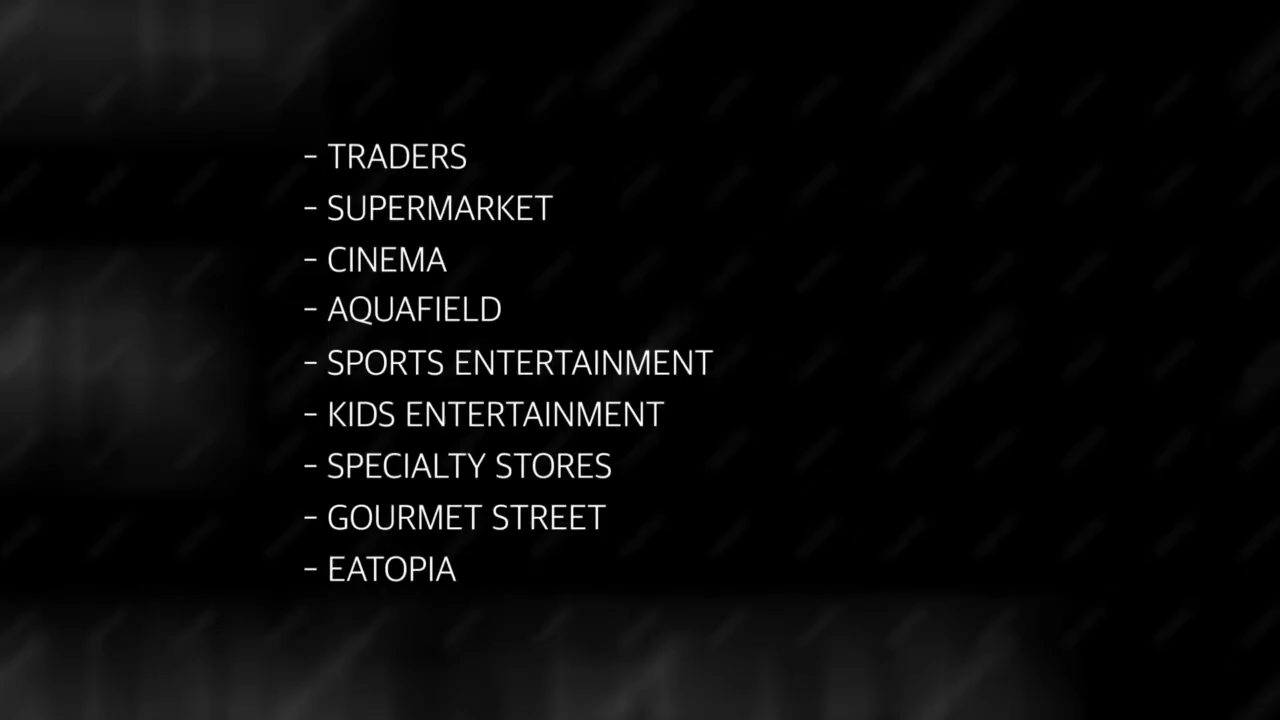 - TRADERS
- SUPERMARKET
- CINEMA
- AQUAFIELD
- SPORTS ENTERTAINMENT
- KIDS ENTERTAINMENT
- SPECIALTY STORES
- GOURMET STREET
- EATOPIA